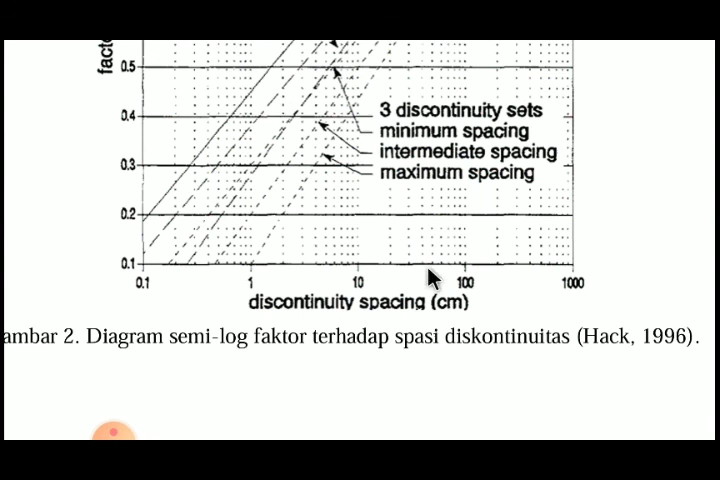 facto
0.5
3 discontinuity sets
0.4
minimum spacing
intermediate spacing
0.3
maximum spacing
0.2
0.1
0.1 1 10 100 1000
discontinuity spacing (cm)
ambar 2. Diagram semi-log faktor terhadap spasi diskontinuitas (Hack, 1996).